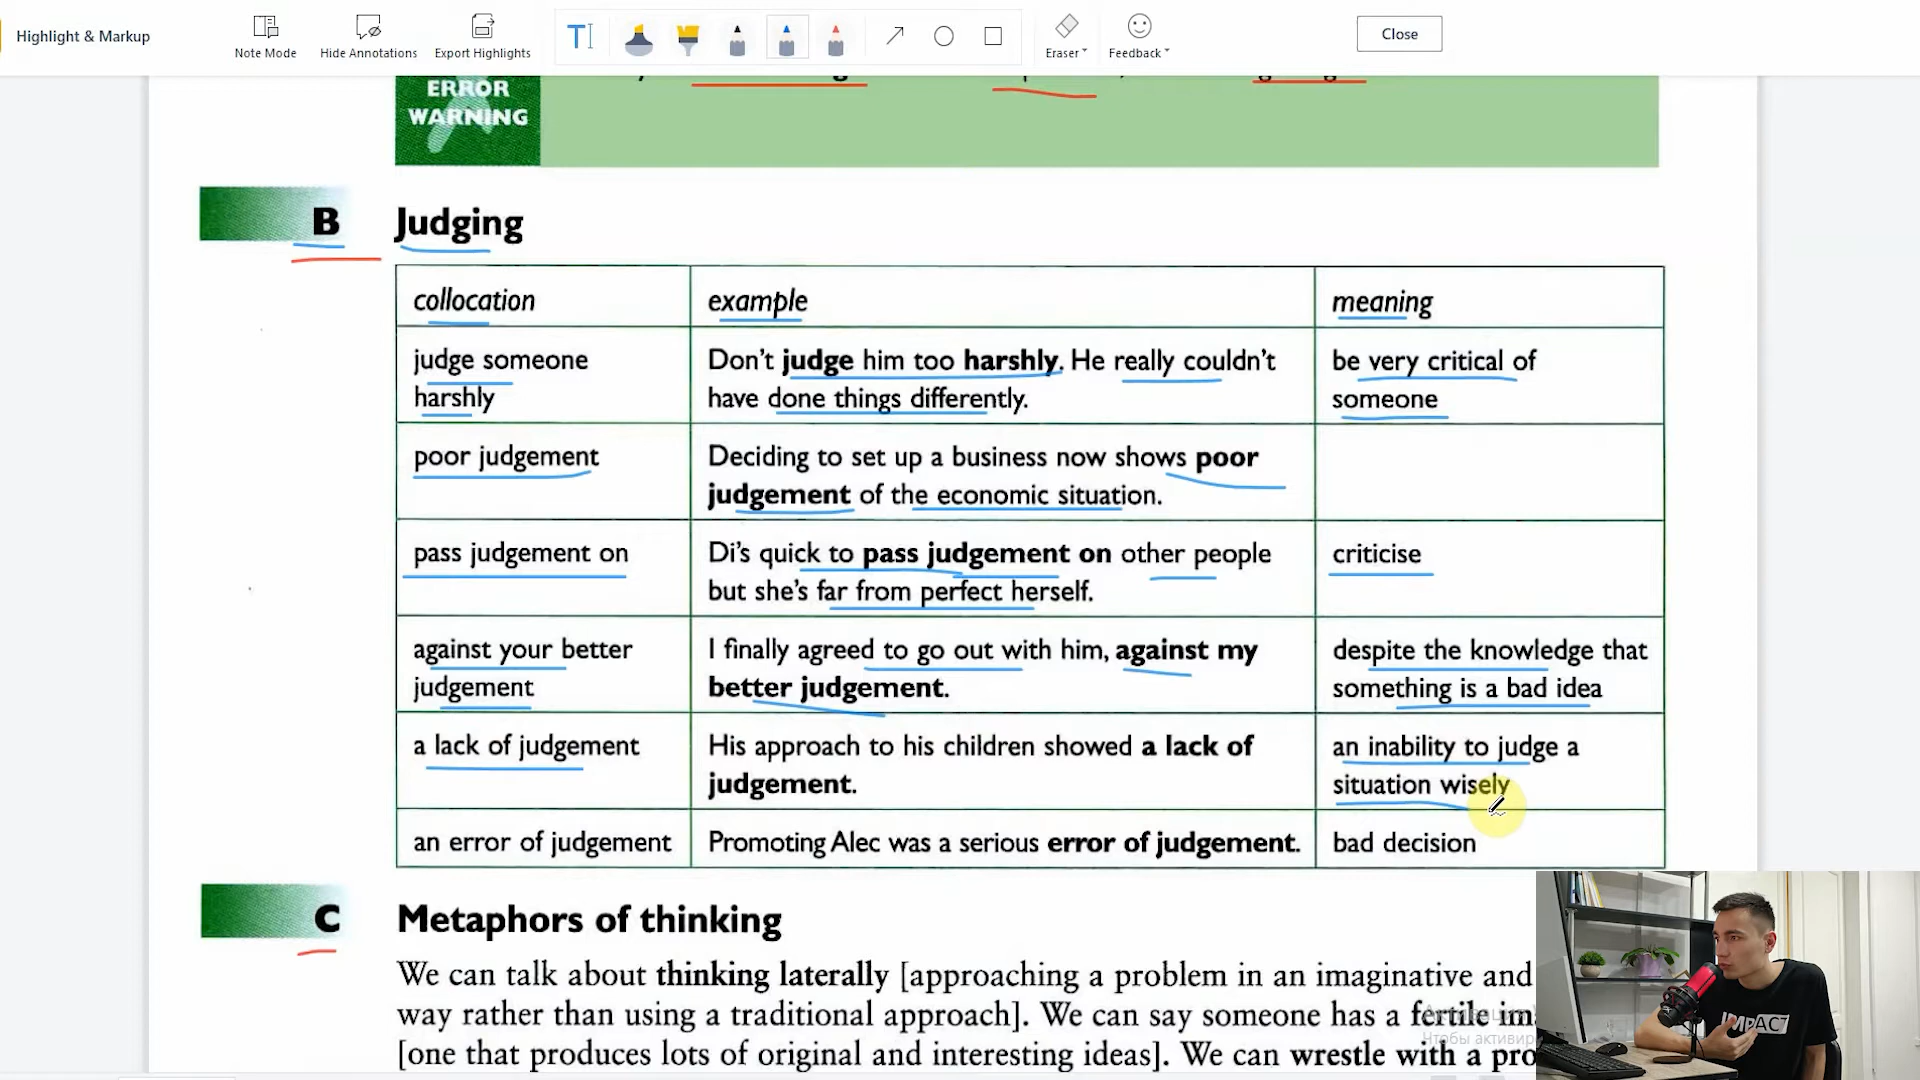 Highlight & Markup
Note Mode
Hide Annotations
Export Highlights
T
Eraser
Feedback
Close
ERROR
WARNING
B
Judging
collocation
example
meaning
judge someone
harshly
Don't judge him too harshly. He really couldn't
have done things differently.
be very critical of
someone
poor judgement
Deciding to set up a business now shows poor
judgement of the economic situation.
pass judgement on
Di's quick to pass judgement on other people
but she's far from perfect herself.
criticise
against your better
judgement
I finally agreed to go out with him, against my
better judgement.
despite the knowledge that
something is a bad idea
a lack of judgement
His approach to his children showed a lack of
judgement.
an inability to judge a
situation wisely
an error of judgement
Promoting Alec was a serious error of judgement.
bad decision
C
Metaphors of thinking
We can talk about thinking laterally [approaching a problem in an imaginative and
way rather than using a traditional approach]. We can say someone has a fertile im
[one that produces lots of original and interesting ideas]. We can wrestle with a pro
Чтобы активир
IMPACT